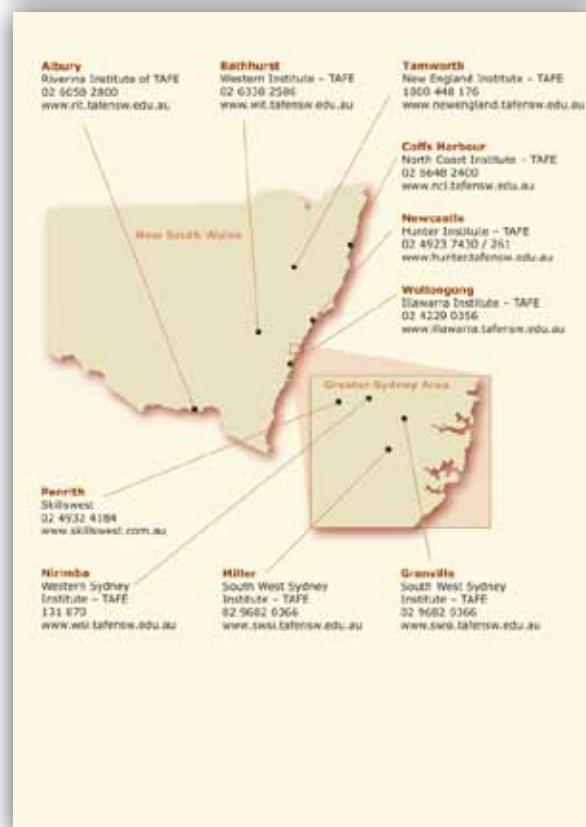 Albury
Riverina Institute of TAFE
02 6058 2800
www.rit.tafensw.edu.au
Bathhurst
Western Institute – TAFE
02 6338 2586
www.wit.tafensw.edu.au
Tamworth
New England Institute – TAFE
1800 448 176
www.newengland.tafensw.edu.au
Coffs Harbour
North Coast Institute – TAFE
02 5648 2400
www.nci.tafensw.edu.au
Newcastle
Hunter Institute – TAFE
02 4923 7430 / 261
www.hunter.tafensw.edu.au
Wollongong
Illawarra Institute – TAFE
02 4229 0356
www.illawarra.tafensw.edu.au
New South Wales
Greater Sydney Area
Penrith
Skillswest
02 4932 4184
www.skillswest.com.au
Nirimba
Western Sydney
Institute – TAFE
131 870
www.wsi.tafensw.edu.au
Miller
South West Sydney
Institute – TAFE
02 9682 0366
www.swsi.tafensw.edu.au
Granville
South West Sydney
Institute – TAFE
02 9682 0366
www.swsi.tafensw.edu.au